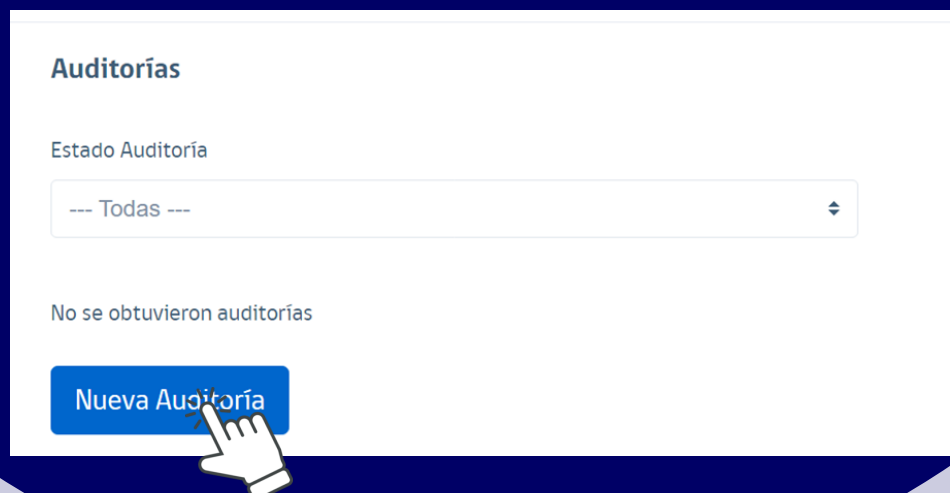 Auditorías
Estado Auditoría
--- Todas ---
No se obtuvieron auditorías
Nueva Auditoría